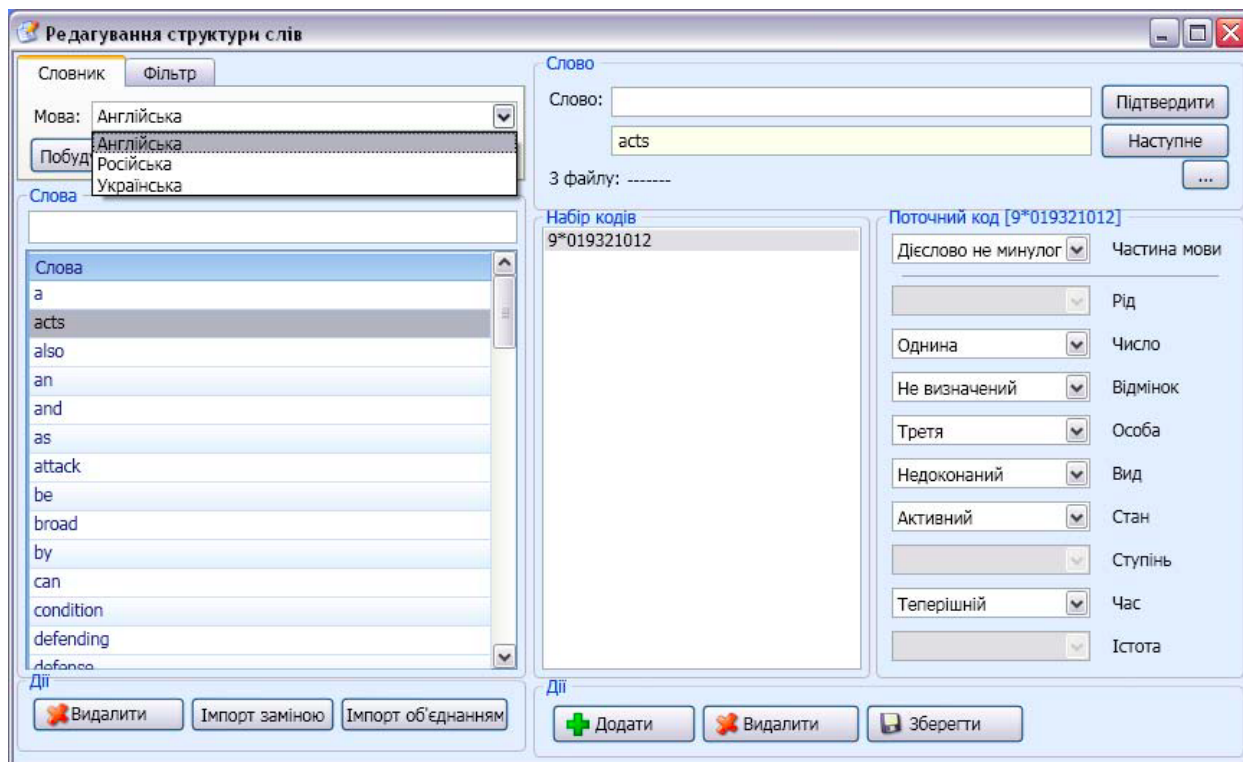 Редагування структури слів
Словник
Фільтр
Мова:
Англійська
Англійська
Російська
Українська
Слова
Слова
a
acts
also
an
and
as
attack
be
broad
by
can
condition
defending
defense
Дії
Видалити
Імпорт заміною
Імпорт об'єднанням
Слово
Слово:
Підтвердити
acts
Наступне
З файлу: -------
...
Набір кодів
9*019321012
Поточний код [9*019321012]
Дієслово не минулог
Частина мови
Рід
Однина
Число
Не визначений
Відмінок
Третя
Особа
Недоконаний
Вид
Активний
Стан
Ступінь
Теперішній
Час
Істота
Дії
Додати
Видалити
Зберегти